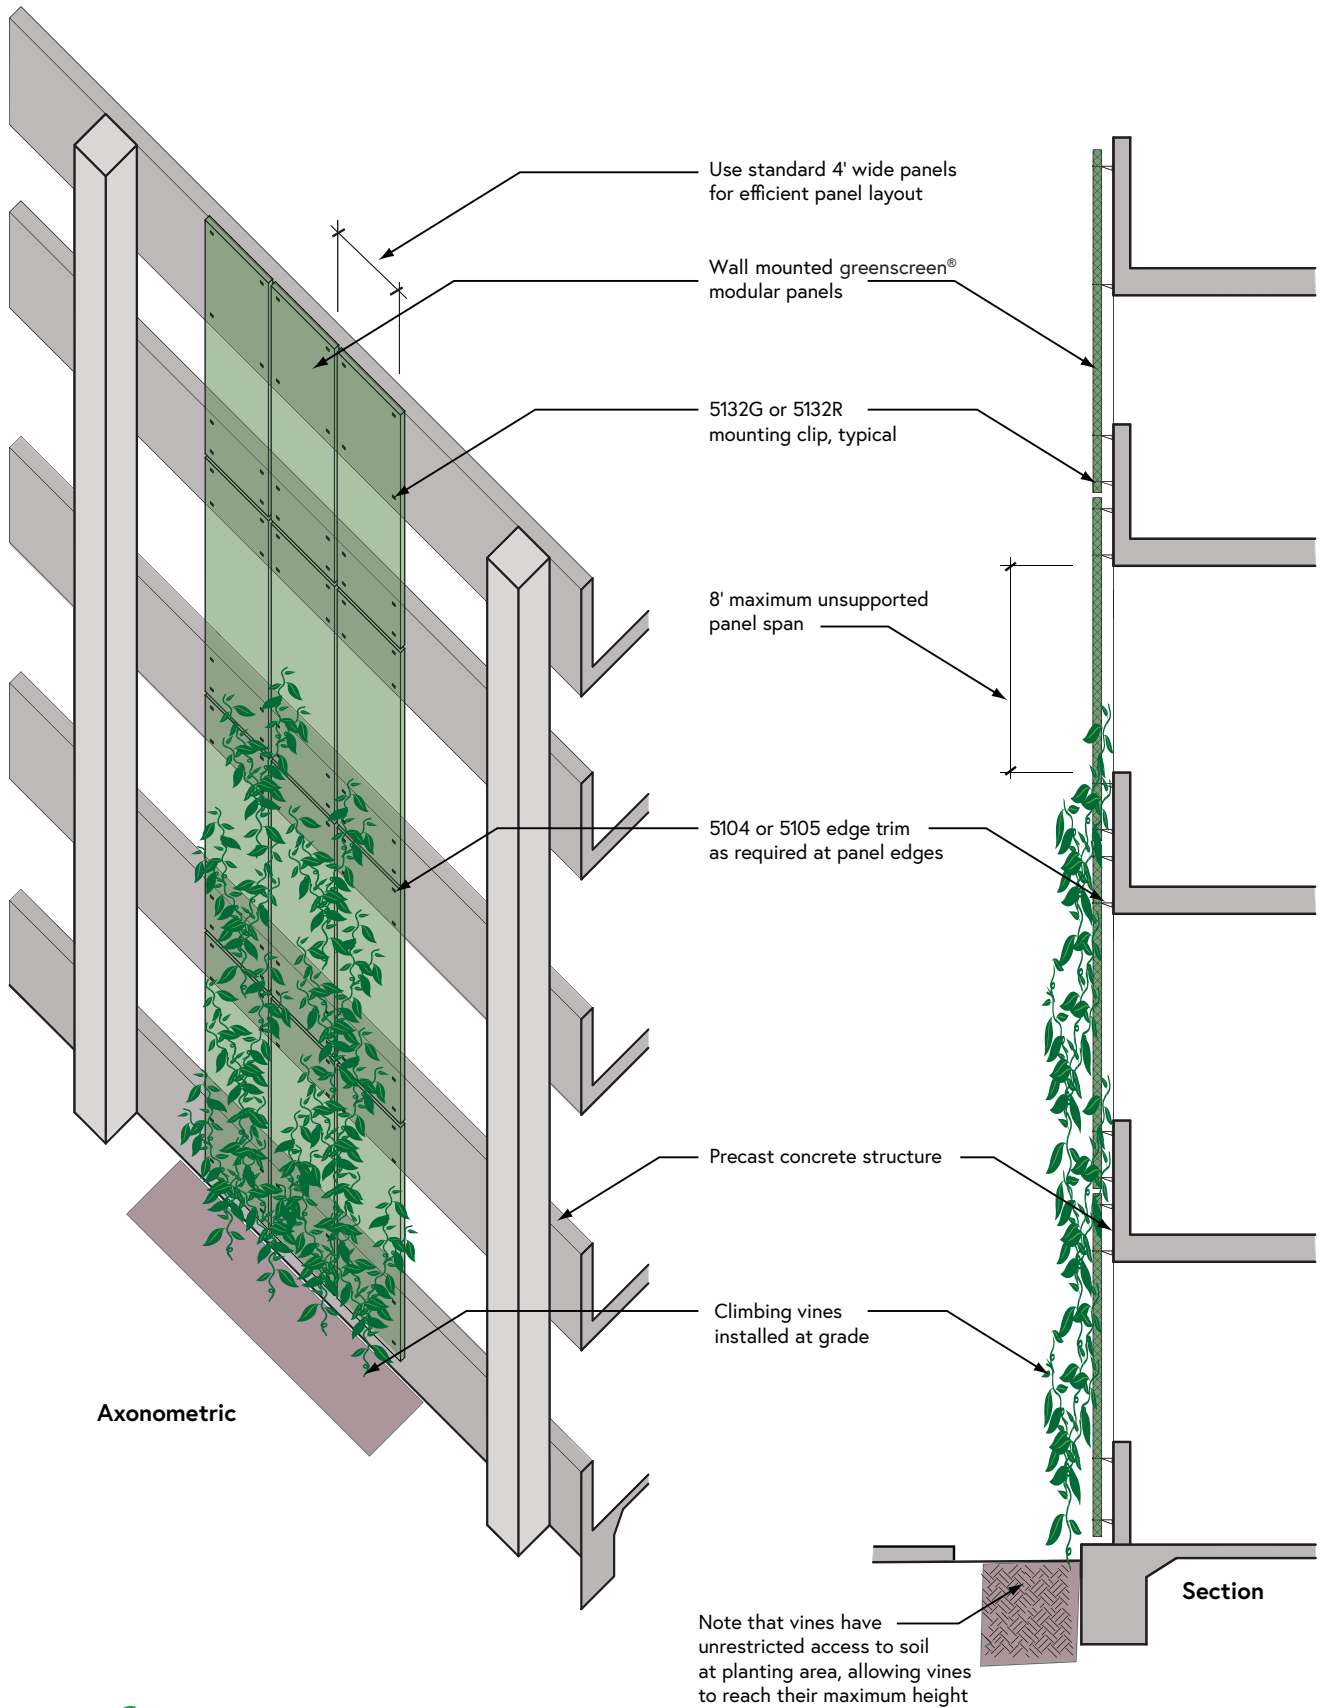 Use standard 4' wide panels
for efficient panel layout
Wall mounted greenscreen®
modular panels
5132G or 5132R
mounting clip, typical
8' maximum unsupported
panel span
5104 or 5105 edge trim
as required at panel edges
Precast concrete structure
Climbing vines
installed at grade
Axonometric
Section
Note that vines have
unrestricted access to soil
at planting area, allowing vines
to reach their maximum height